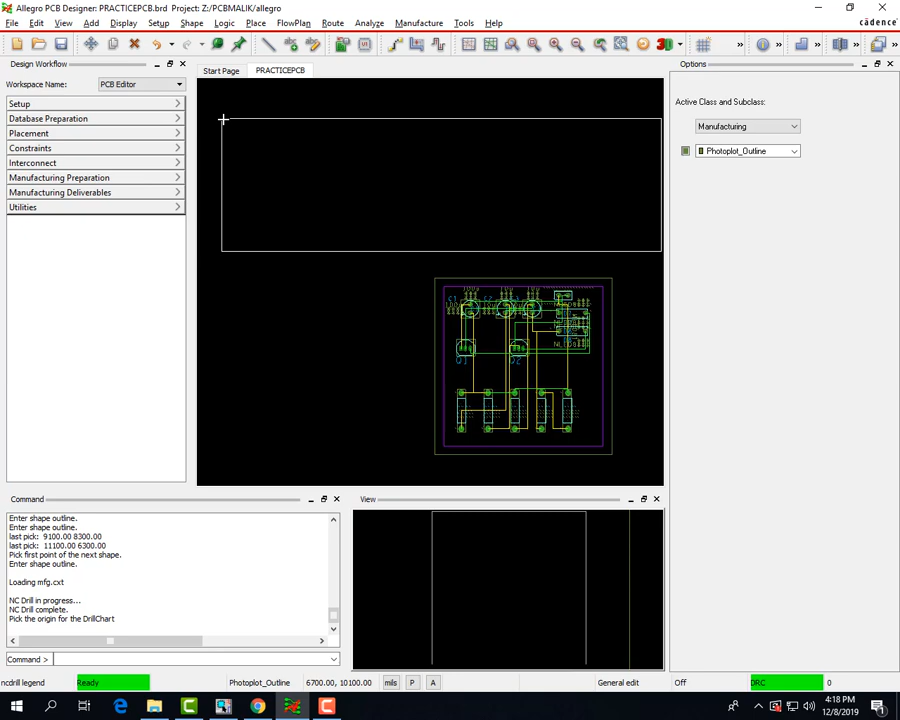 Allegro PCB Designer: PRACTICEPCB.brd Project: Z:/PCBMALIK/allegro]
File Edit View Add Display Setup Shape Logic Place FlowPlan Route Analyze Manufacture Tools Help
cādence
Design Workflow
Start Page PRACTICEPCB
Options
Workspace Name: PCB Editor
Setup
Database Preparation
Placement
Constraints
Interconnect
Manufacturing Preparation
Manufacturing Deliverables
Utilities
Active Class and Subclass:
Manufacturing
Photoplot_Outline
Command
Enter shape outline.
Enter shape outline.
last pick: 9100.00 8300.00
last pick: 11100.00 6300.00
Pick first point of the next shape.
Enter shape outline.
Loading mfg.cxt
NC Drill in progress...
NC Drill complete.
Pick the origin for the DrillChart
Command >
View
ncdrill legend Ready Photoplot_Outline 6700.00, 10100.00 mils P A General edit Off DRC 0
4:18 PM
12/8/2019